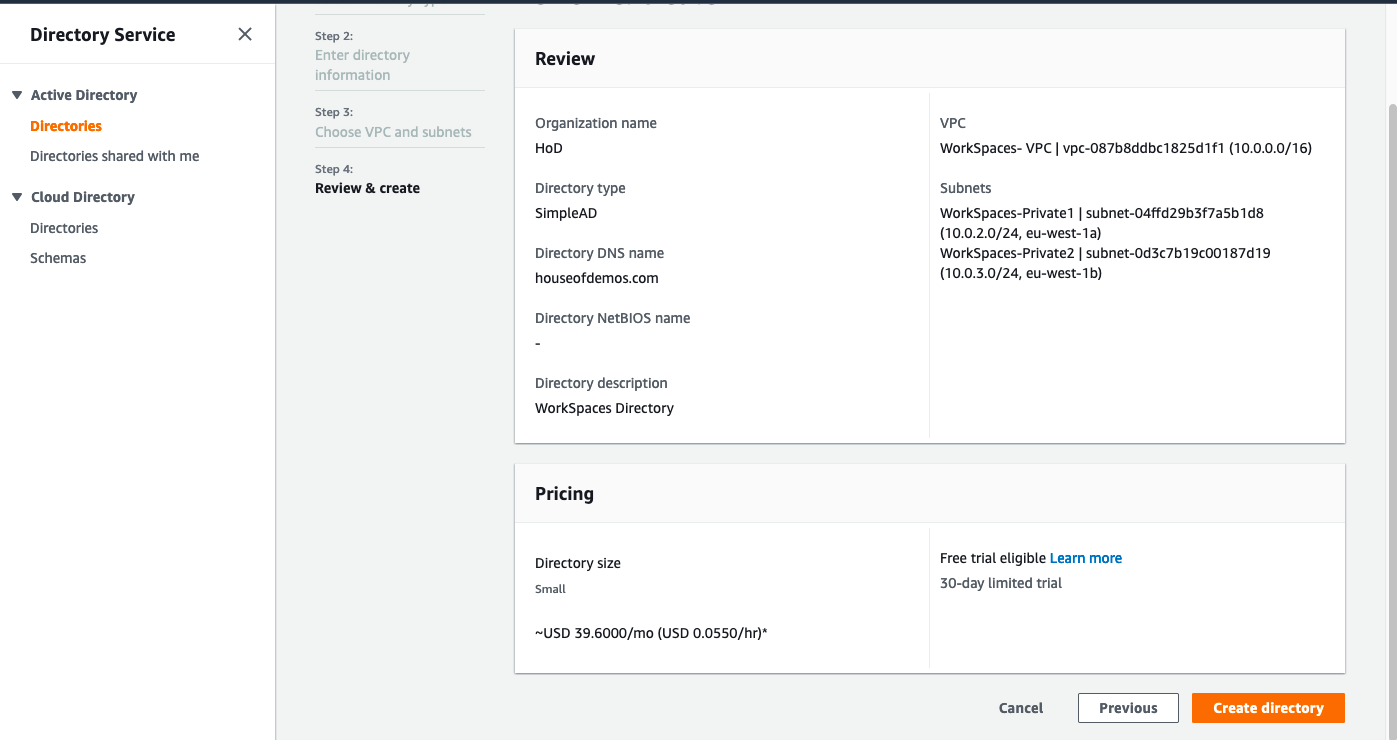 Directory Service
Active Directory
Directories
Directories shared with me
Cloud Directory
Directories
Schemas
Step 2:
Enter directory
information
Step 3:
Choose VPC and subnets
Step 4:
Review & create
Review
Organization name
HoD
Directory type
SimpleAD
Directory DNS name
houseofdemos.com
Directory NetBIOS name
-
Directory description
WorkSpaces Directory
VPC
WorkSpaces- VPC | vpc-087b8ddbc1825d1f1 (10.0.0.0/16)
Subnets
WorkSpaces-Private1 | subnet-04ffd29b3f7a5b1d8
(10.0.2.0/24, eu-west-1a)
WorkSpaces-Private2 | subnet-0d3c7b19c00187d19
(10.0.3.0/24, eu-west-1b)
Pricing
Directory size
Small
~USD 39.6000/mo (USD 0.0550/hr)*
Free trial eligible Learn more
30-day limited trial
Cancel
Previous
Create directory